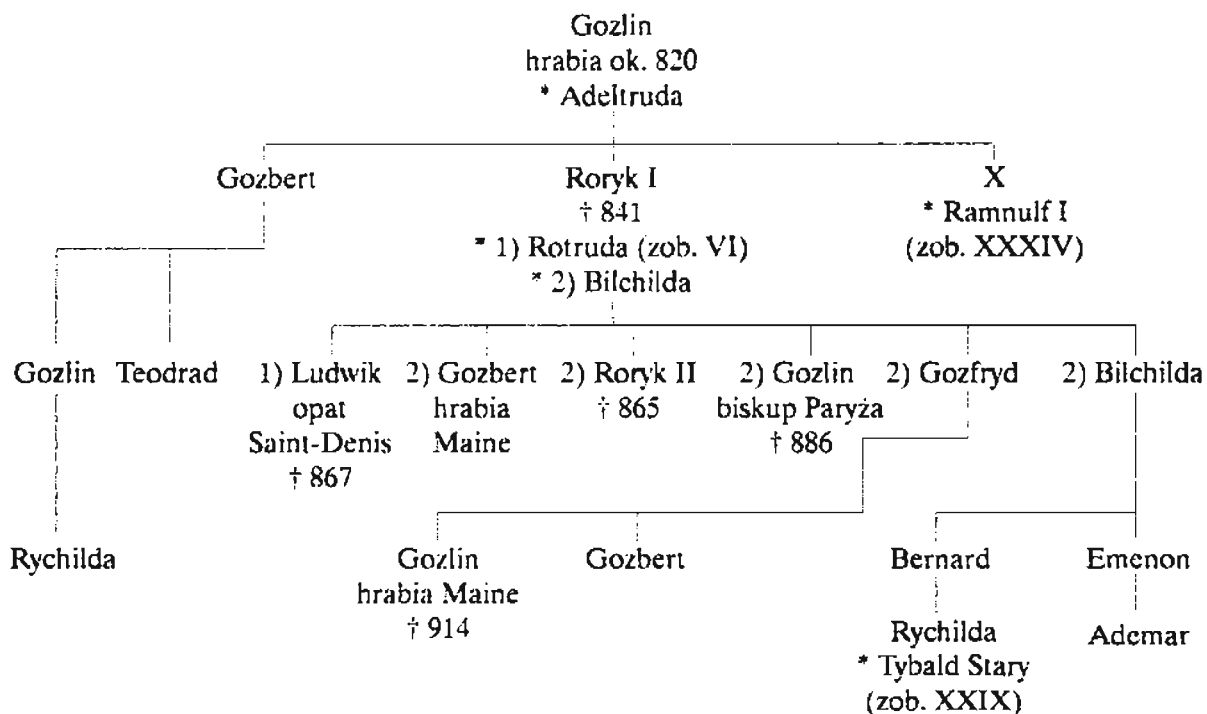 Gozlin
hrabia ok. 820
* Adeltruda
Gozbert
Roryk I
† 841
* 1) Rotruda (zob. VI)
* 2) Bilchilda
X
* Ramnulf I
(zob. XXXIV)
Gozlin
Teodrad
1) Ludwik
opat
Saint-Denis
† 867
2) Gozbert
hrabia
Maine
2) Roryk II
† 865
2) Gozlin
biskup Paryża
† 886
2) Gozfryd
2) Bilchilda
Rychilda
Gozlin
hrabia Maine
† 914
Gozbert
Bernard
Emenon
Rychilda
* Tybald Stary
(zob. XXIX)
Ademar